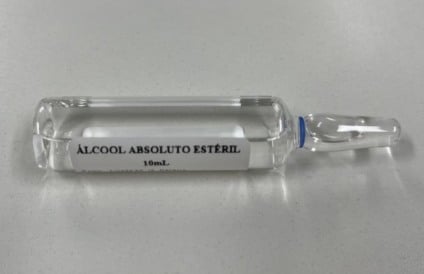 ÁLCOOL ABSOLUTO ESTÉRIL
10mL